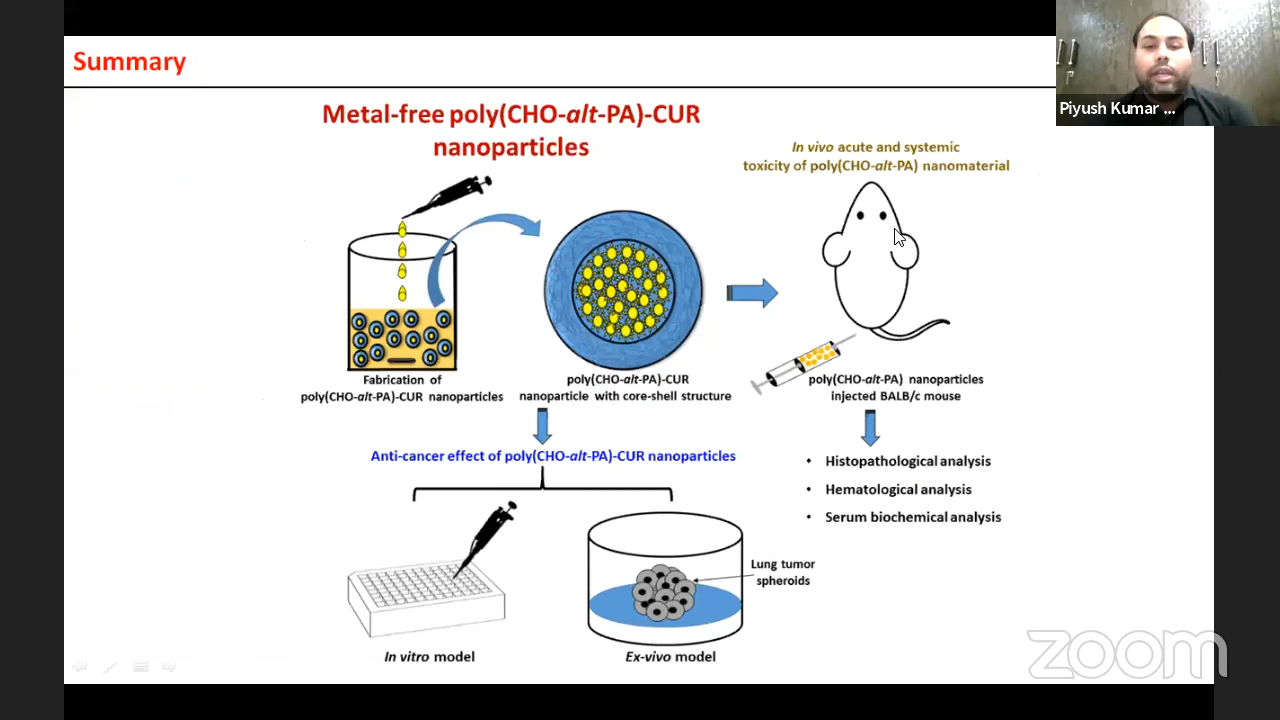 Summary
Piyush Kumar ...
Metal-free poly(CHO-alt-PA)-CUR
nanoparticles
In vivo acute and systemic
toxicity of poly(CHO-alt-PA) nanomaterial
Fabrication of
poly(CHO-alt-PA)-CUR nanoparticles
poly(CHO-alt-PA)-CUR
nanoparticle with core-shell structure
poly(CHO-alt-PA) nanoparticles
injected BALB/c mouse
Anti-cancer effect of poly(CHO-alt-PA)-CUR nanoparticles
• Histopathological analysis
• Hematological analysis
• Serum biochemical analysis
Lung tumor
spheroids
In vitro model
Ex-vivo model
zoom